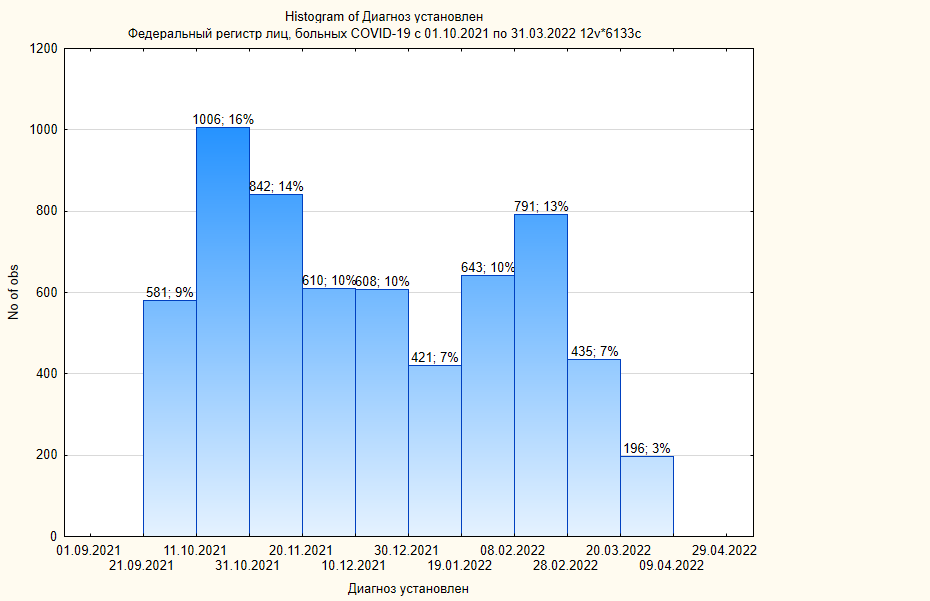 Histogram of Диагноз установлен
Федеральный регистр лиц, больных COVID-19 с 01.10.2021 по 31.03.2022 12v*6133c
1200
1000
800
600
400
200
0
No of obs
581; 9%
1006; 16%
842; 14%
610; 10%
608; 10%
421; 7%
643; 10%
791; 13%
435; 7%
196; 3%
01.09.2021 11.10.2021 20.11.2021 30.12.2021 08.02.2022 20.03.2022 29.04.2022
21.09.2021 31.10.2021 10.12.2021 19.01.2022 28.02.2022 09.04.2022
Диагноз установлен